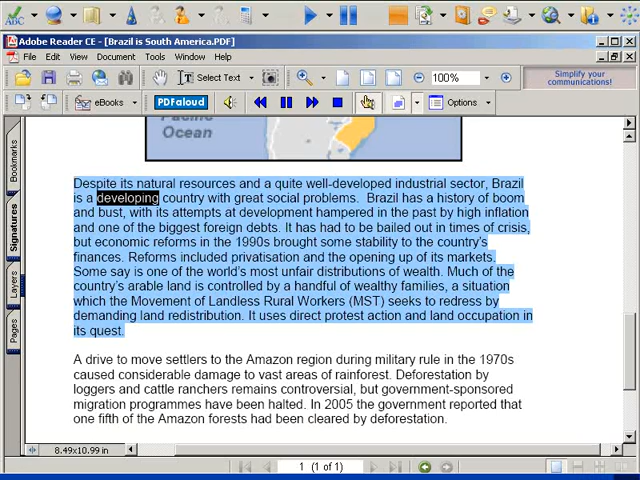 ABC
Adobe Reader CE - [Brazil is South America.PDF]
File Edit View Document Tools Window Help
Select Text 100% Simplify your communications!
eBooks PDFaloud Options
Bookmarks
Signatures
Layers
Pages
Pacific
Ocean
Despite its natural resources and a quite well-developed industrial sector, Brazil
is a developing country with great social problems. Brazil has a history of boom
and bust, with its attempts at development hampered in the past by high inflation
and one of the biggest foreign debts. It has had to be bailed out in times of crisis,
but economic reforms in the 1990s brought some stability to the country's
finances. Reforms included privatisation and the opening up of its markets.
Some say is one of the world's most unfair distributions of wealth. Much of the
country's arable land is controlled by a handful of wealthy families, a situation
which the Movement of Landless Rural Workers (MST) seeks to redress by
demanding land redistribution. It uses direct protest action and land occupation in
its quest.
A drive to move settlers to the Amazon region during military rule in the 1970s
caused considerable damage to vast areas of rainforest. Deforestation by
loggers and cattle ranchers remains controversial, but government-sponsored
migration programmes have been halted. In 2005 the government reported that
one fifth of the Amazon forests had been cleared by deforestation.
8.49x10.99 in
1 (1 of 1)